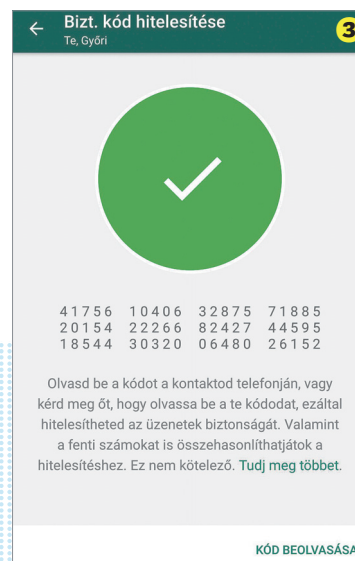 Bizt. kód hitelesítése
Te, Győri
3
41756 10406 32875 71885
20154 22266 82427 44595
18544 30320 06480 26152
Olvasd be a kódot a kontaktod telefonján, vagy
kérd meg őt, hogy olvassa be a te kódodat, ezáltal
hitelesítheted az üzenetek biztonságát. Valamint
a fenti számokat is összehasonlíthatjátok a
hitelesítéshez. Ez nem kötelező. Tudj meg többet.
KÓD BEOLVASÁSA